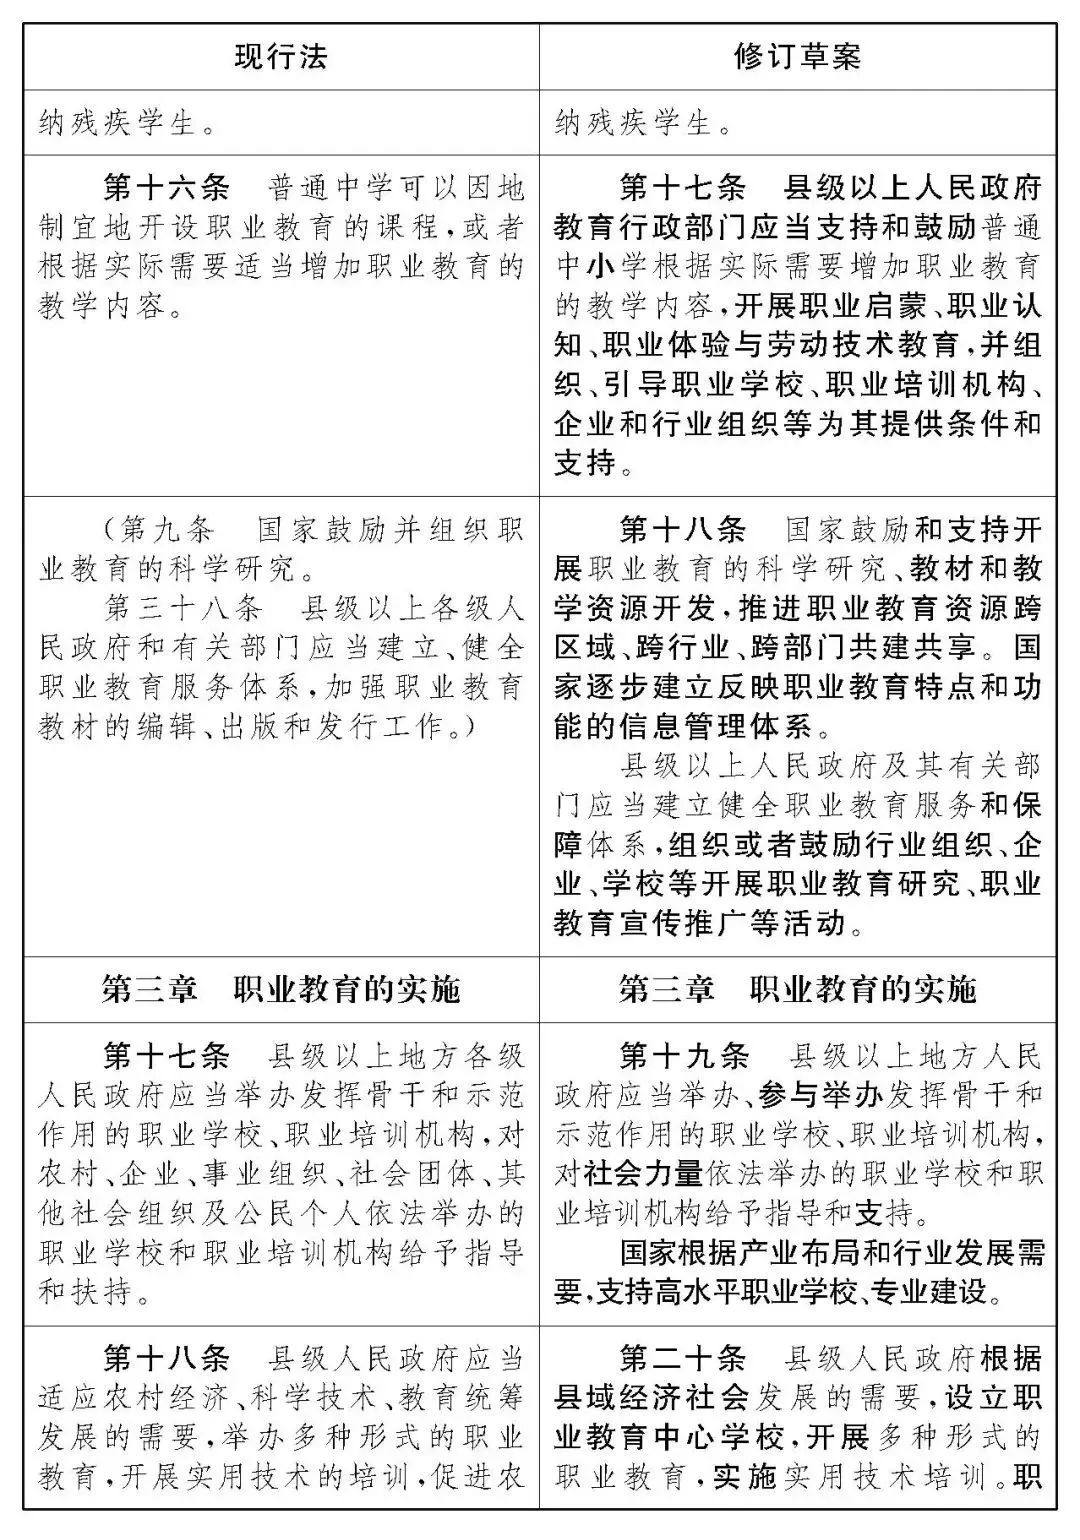 现行法
修订草案
纳残疾学生。
纳残疾学生。
第十六条　普通中学可以因地
制宜地开设职业教育的课程，或者
根据实际需要适当增加职业教育的
教学内容。
第十七条　县级以上人民政府
教育行政部门应当支持和鼓励普通
中小学根据实际需要增加职业教育
的教学内容，开展职业启蒙、职业认
知、职业体验与劳动技术教育，并组
织、引导职业学校、职业培训机构、
企业和行业组织等为其提供条件和
支持。
（第九条　国家鼓励并组织职
业教育的科学研究。
第三十八条　县级以上各级人
民政府和有关部门应当建立、健全
职业教育服务体系，加强职业教育
教材的编辑、出版和发行工作。）
第十八条　国家鼓励和支持开
展职业教育的科学研究、教材和教
学资源开发，推进职业教育资源跨
区域、跨行业、跨部门共建共享。国
家逐步建立反映职业教育特点和功
能的信息管理体系。
县级以上人民政府及其有关部
门应当建立健全职业教育服务和保
障体系，组织或者鼓励行业组织、企
业、学校等开展职业教育研究、职业
教育宣传推广等活动。
第三章　职业教育的实施
第三章　职业教育的实施
第十七条　县级以上地方各级
人民政府应当举办发挥骨干和示范
作用的职业学校、职业培训机构，对
农村、企业、事业组织、社会团体、其
他社会组织及公民个人依法举办的
职业学校和职业培训机构给予指导
和扶持。
第十九条　县级以上地方人民
政府应当举办、参与举办发挥骨干和
示范作用的职业学校、职业培训机构，
对社会力量依法举办的职业学校和职
业培训机构给予指导和支持。
国家根据产业布局和行业发展需
要，支持高水平职业学校、专业建设。
第十八条　县级人民政府应当
适应农村经济、科学技术、教育统筹
发展的需要，举办多种形式的职业
教育，开展实用技术的培训，促进农
第二十条　县级人民政府根据
县域经济社会发展的需要，设立职
业教育中心学校，开展多种形式的
职业教育，实施实用技术培训。职